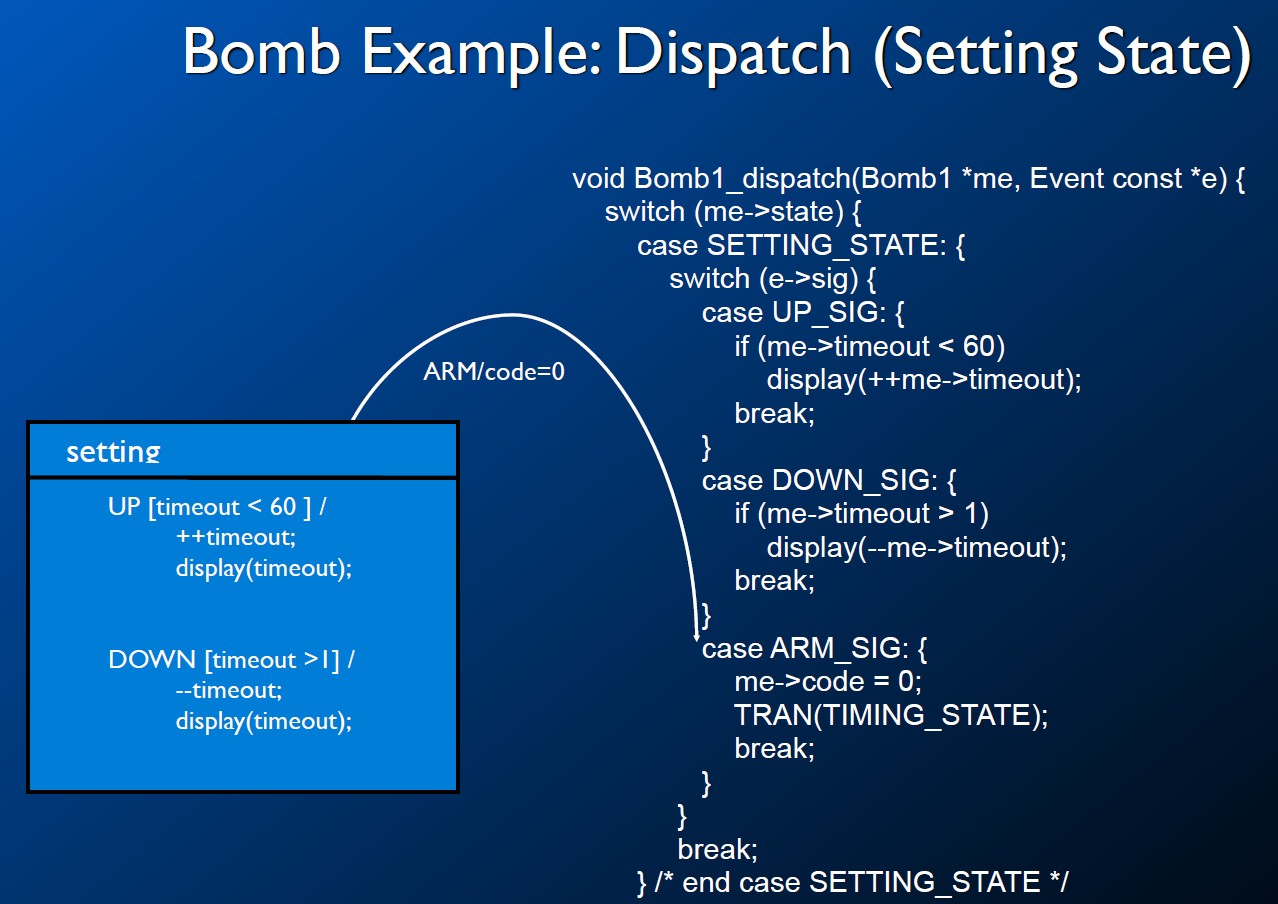 Bomb Example: Dispatch (Setting State)
void Bomb1_dispatch(Bomb1 *me, Event const *e) {
switch (me->state) {
case SETTING_STATE: {
switch (e->sig) {
case UP_SIG: {
if (me->timeout < 60)
display(++me->timeout);
break;
}
case DOWN_SIG: {
if (me->timeout > 1)
display(--me->timeout);
break;
}
case ARM_SIG: {
me->code = 0;
TRAN(TIMING_STATE);
break;
}
}
break;
} /* end case SETTING_STATE */
ARM/code=0
setting
UP [timeout < 60 ] /
++timeout;
display(timeout);
DOWN [timeout >1] /
--timeout;
display(timeout);